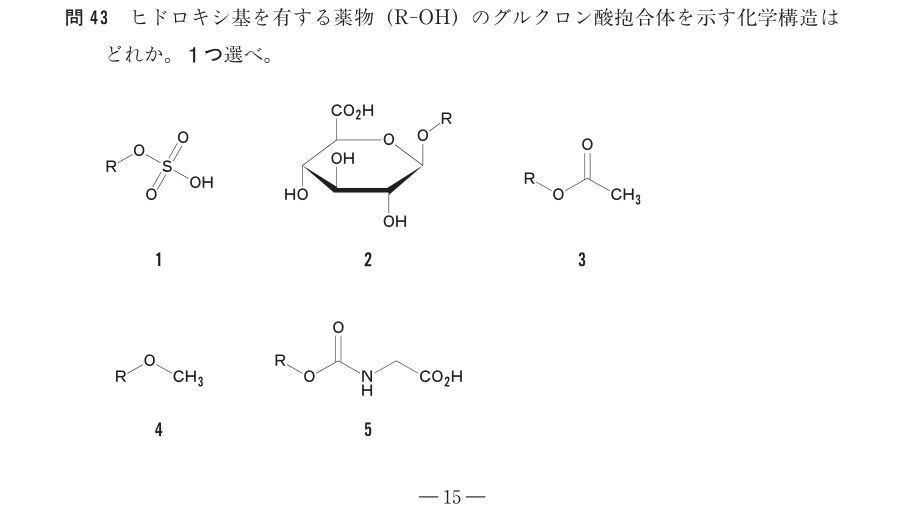 問 43　ヒドロキシ基を有する薬物（R-OH）のグルクロン酸抱合体を示す化学構造は
どれか。1つ選べ。
R O S O O OH
1
CO2H O O R OH HO OH
2
R O O CH3
3
R O CH3
4
R O O N H CO2H
5
— 15 —